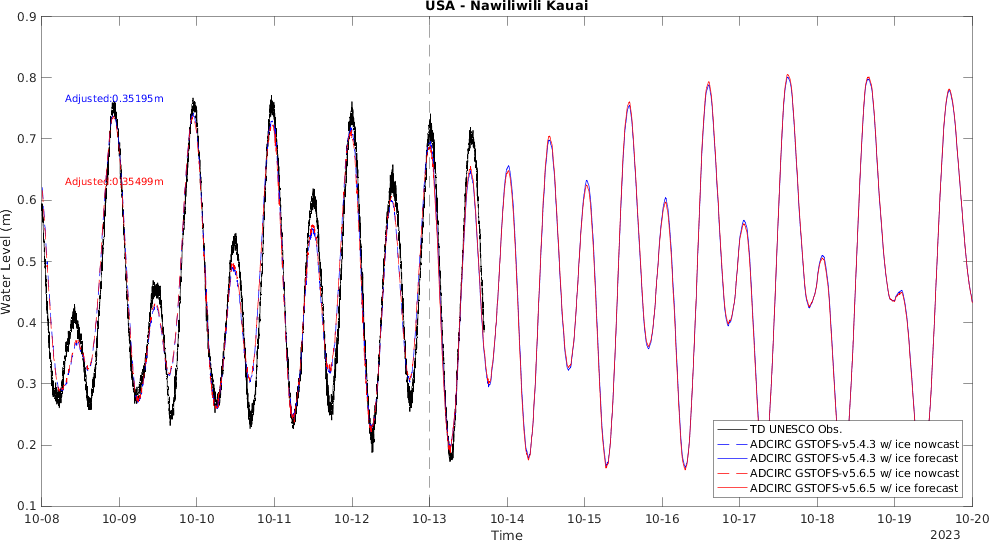 USA - Nawiliwili Kauai
0.9
0.8
0.7
0.6
0.5
0.4
0.3
0.2
0.1
Water Level (m)
Adjusted:0.35195m
Adjusted:0.35499m
TD UNESCO Obs.
ADCIRC GSTOFS-v5.4.3 w/ ice nowcast
ADCIRC GSTOFS-v5.4.3 w/ ice forecast
ADCIRC GSTOFS-v5.6.5 w/ ice nowcast
ADCIRC GSTOFS-v5.6.5 w/ ice forecast
10-08 10-09 10-10 10-11 10-12 10-13 10-14 10-15 10-16 10-17 10-18 10-19 10-20
Time
2023